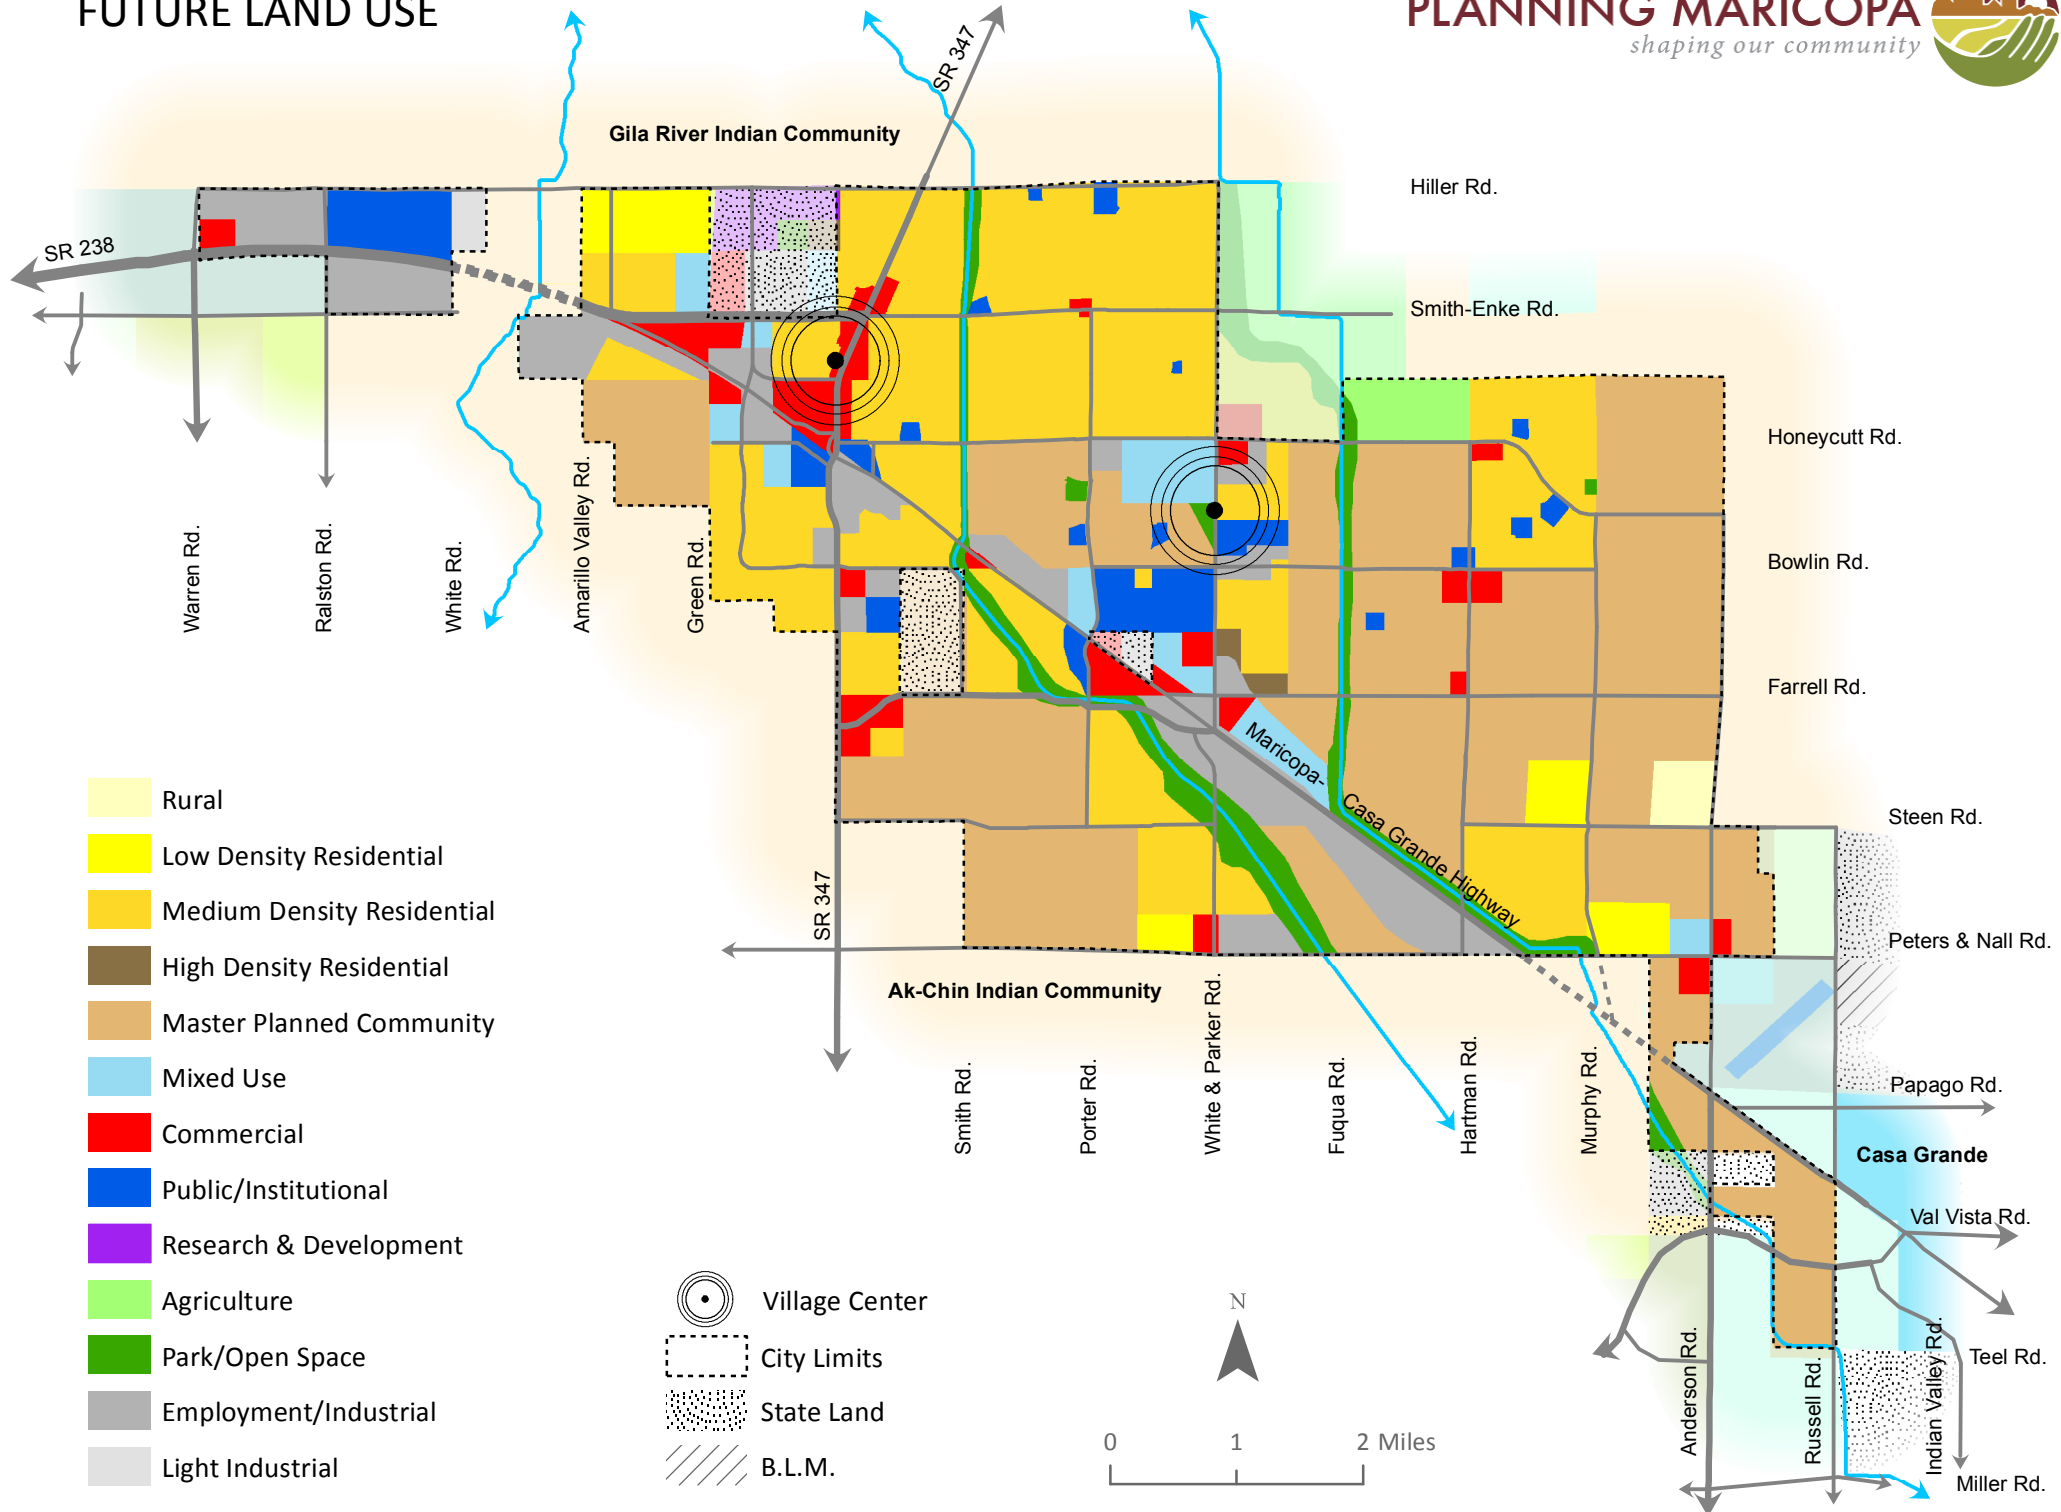 FUTURE LAND USE
PLANNING MARICOPA
shaping our community
SR 347
Gila River Indian Community
Hiller Rd.
SR 238
Smith-Enke Rd.
Honeycutt Rd.
Warren Rd.
Ralston Rd.
White Rd.
Amarillo Valley Rd.
Green Rd.
Bowlin Rd.
Farrell Rd.
Maricopa-
Casa Grande Highway
Steen Rd.
SR 347
Peters & Nall Rd.
Ak-Chin Indian Community
Smith Rd.
Porter Rd.
White & Parker Rd.
Fuqua Rd.
Hartman Rd.
Murphy Rd.
Papago Rd.
Casa Grande
Val Vista Rd.
Anderson Rd.
Russell Rd.
Indian Valley Rd.
Teel Rd.
Miller Rd.
Rural
Low Density Residential
Medium Density Residential
High Density Residential
Master Planned Community
Mixed Use
Commercial
Public/Institutional
Research & Development
Agriculture
Park/Open Space
Employment/Industrial
Light Industrial
Village Center
City Limits
State Land
B.L.M.
N
0 1 2 Miles